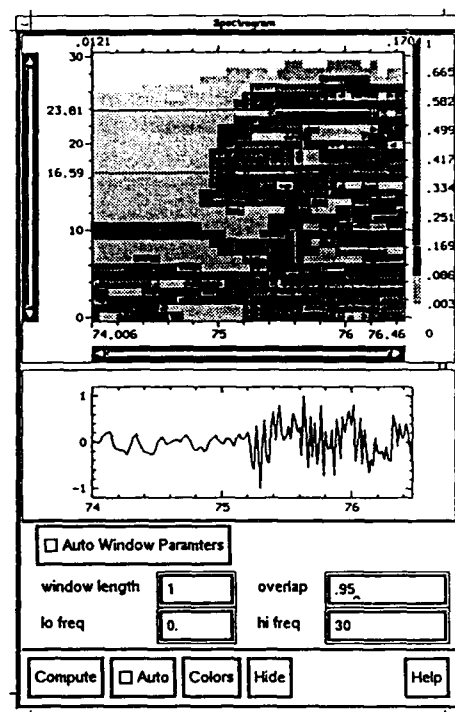 Spectrogram
.0121 .1704 1
30
.665
.582
23.81
.499
20
.417
16.59
.334
.251
10
.169
.086
.003
0
74.006 75 76 76.46 0
1
0
-1
74 75 76
Auto Window Paramters
window length 1 overlap .95
lo freq 0. hi freq 30
Compute Auto Colors Hide Help